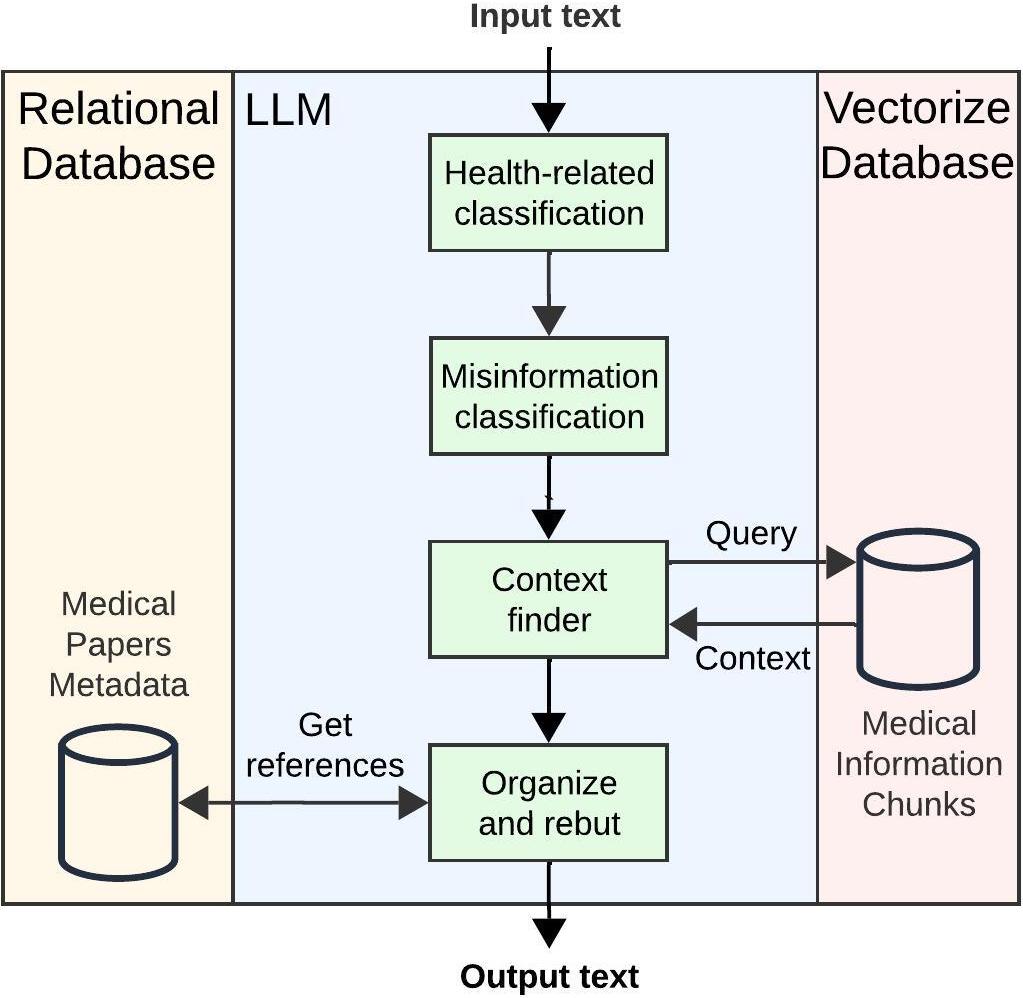 Input text
Relational
Database
LLM
Vectorize
Database
Health-related
classification
Misinformation
classification
Query
Context
finder
Context
Medical
Papers
Metadata
Get
references
Organize
and rebut
Medical
Information
Chunks
Output text